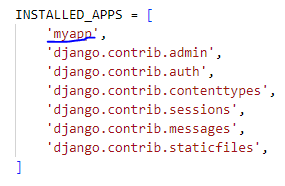 INSTALLED_APPS = [
    'myapp',
    'django.contrib.admin',
    'django.contrib.auth',
    'django.contrib.contenttypes',
    'django.contrib.sessions',
    'django.contrib.messages',
    'django.contrib.staticfiles',
]